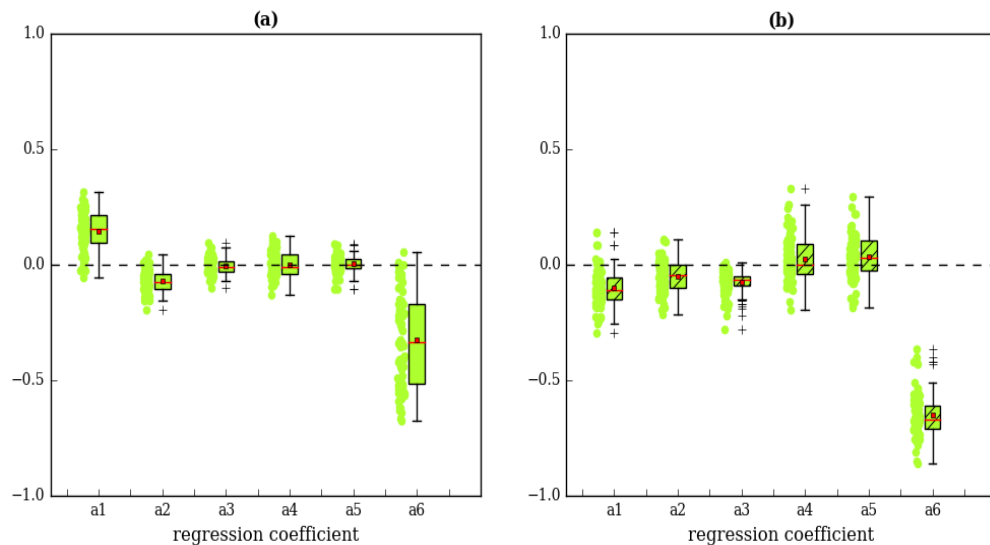 (a)
1.0
0.5
0.0
−0.5
−1.0
a1 a2 a3 a4 a5 a6
regression coefficient
(b)
1.0
0.5
0.0
−0.5
−1.0
a1 a2 a3 a4 a5 a6
regression coefficient